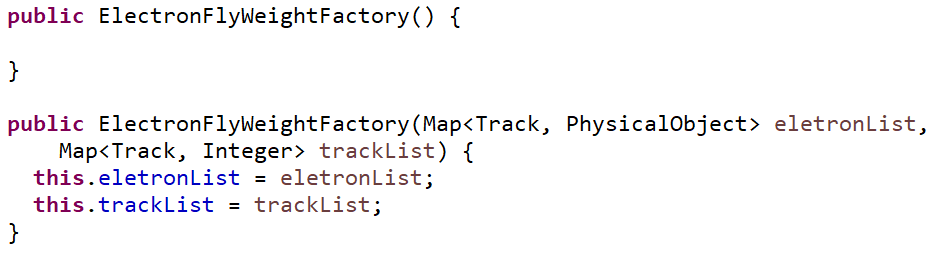 public ElectronFlyWeightFactory() {
}
public ElectronFlyWeightFactory(Map<Track, PhysicalObject> eletronList,
Map<Track, Integer> trackList) {
this.eletronList = eletronList;
this.trackList = trackList;
}